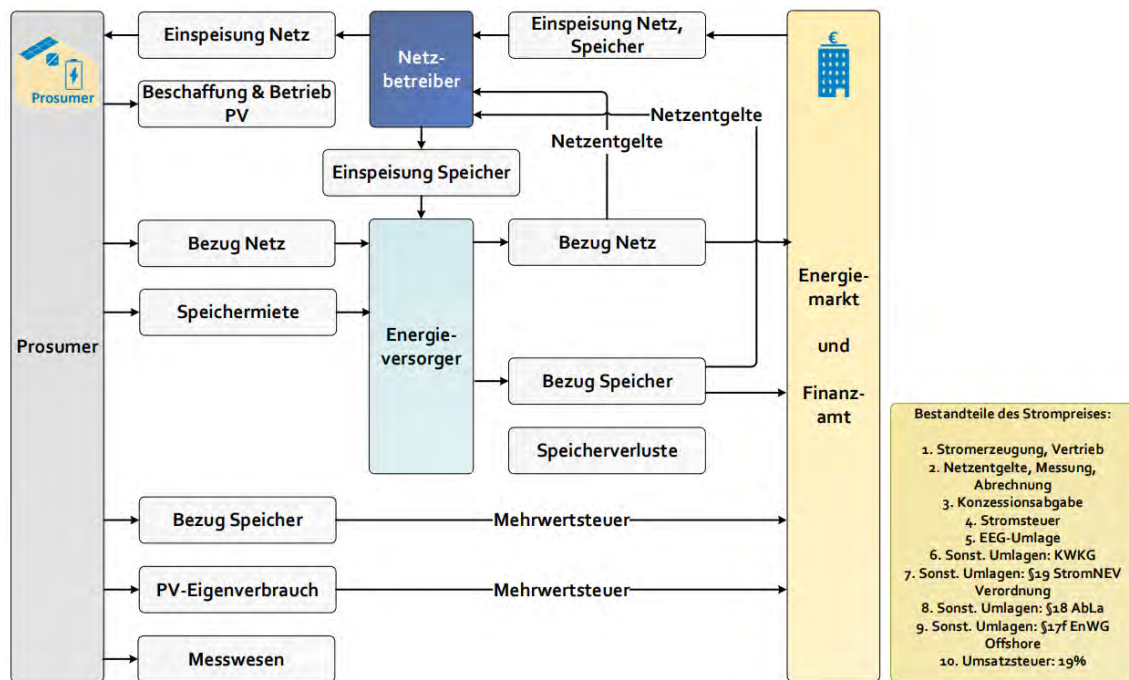 Einspeisung Netz
Netz-
betreiber
Einspeisung Netz,
Speicher
€
Prosumer
Beschaffung & Betrieb
PV
Netzentgelte
Netzentgelte
Einspeisung Speicher
Bezug Netz
Bezug Netz
Speichermiete
Prosumer
Energie-
versorger
Bezug Speicher
Speicherverluste
Energie-
markt
und
Finanz-
amt
Bezug Speicher
Mehrwertsteuer
PV-Eigenverbrauch
Mehrwertsteuer
Messwesen
Bestandteile des Strompreises:
1. Stromerzeugung, Vertrieb
2. Netzentgelte, Messung,
Abrechnung
3. Konzessionsabgabe
4. Stromsteuer
5. EEG-Umlage
6. Sonst. Umlagen: KWKG
7. Sonst. Umlagen: §19 StromNEV
Verordnung
8. Sonst. Umlagen: §18 AbLa
9. Sonst. Umlagen: §17f EnWG
Offshore
10. Umsatzsteuer: 19%